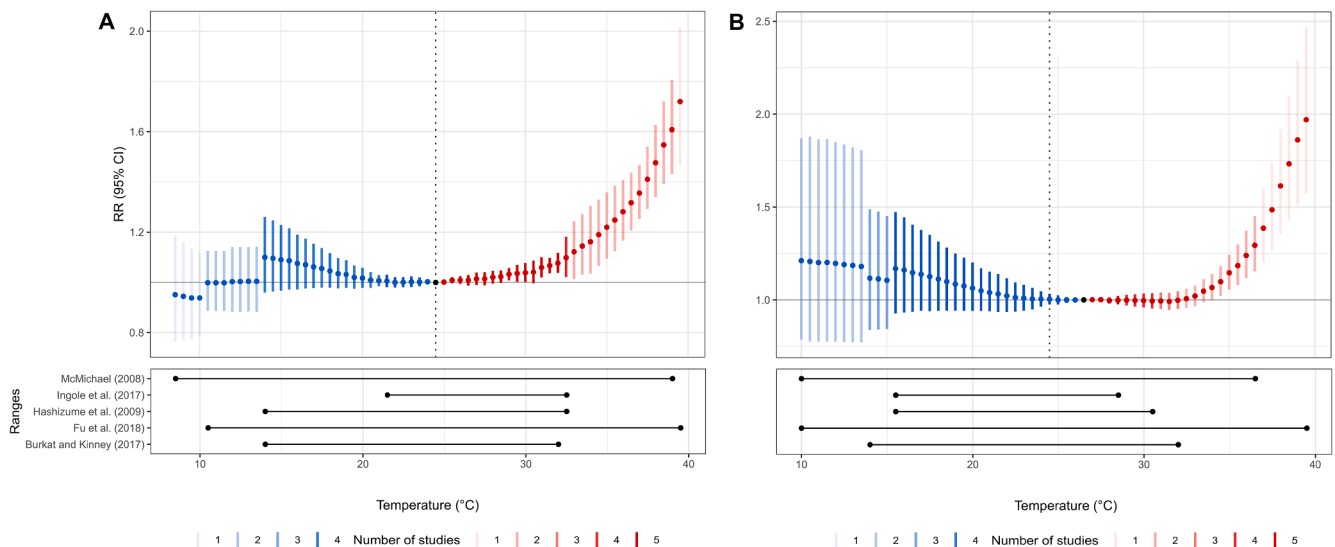 A
B
2.0
1.6
1.2
0.8
RR (95% CI)
2.5
2.0
1.5
1.0
Ranges
McMichael (2008)
Ingole et al. (2017)
Hashizume et al. (2009)
Fu et al. (2018)
Burkat and Kinney (2017)
10 20 30 40
10 20 30 40
Temperature (°C)
Temperature (°C)
1 2 3 4 Number of studies 1 2 3 4 5
1 2 3 4 Number of studies 1 2 3 4 5